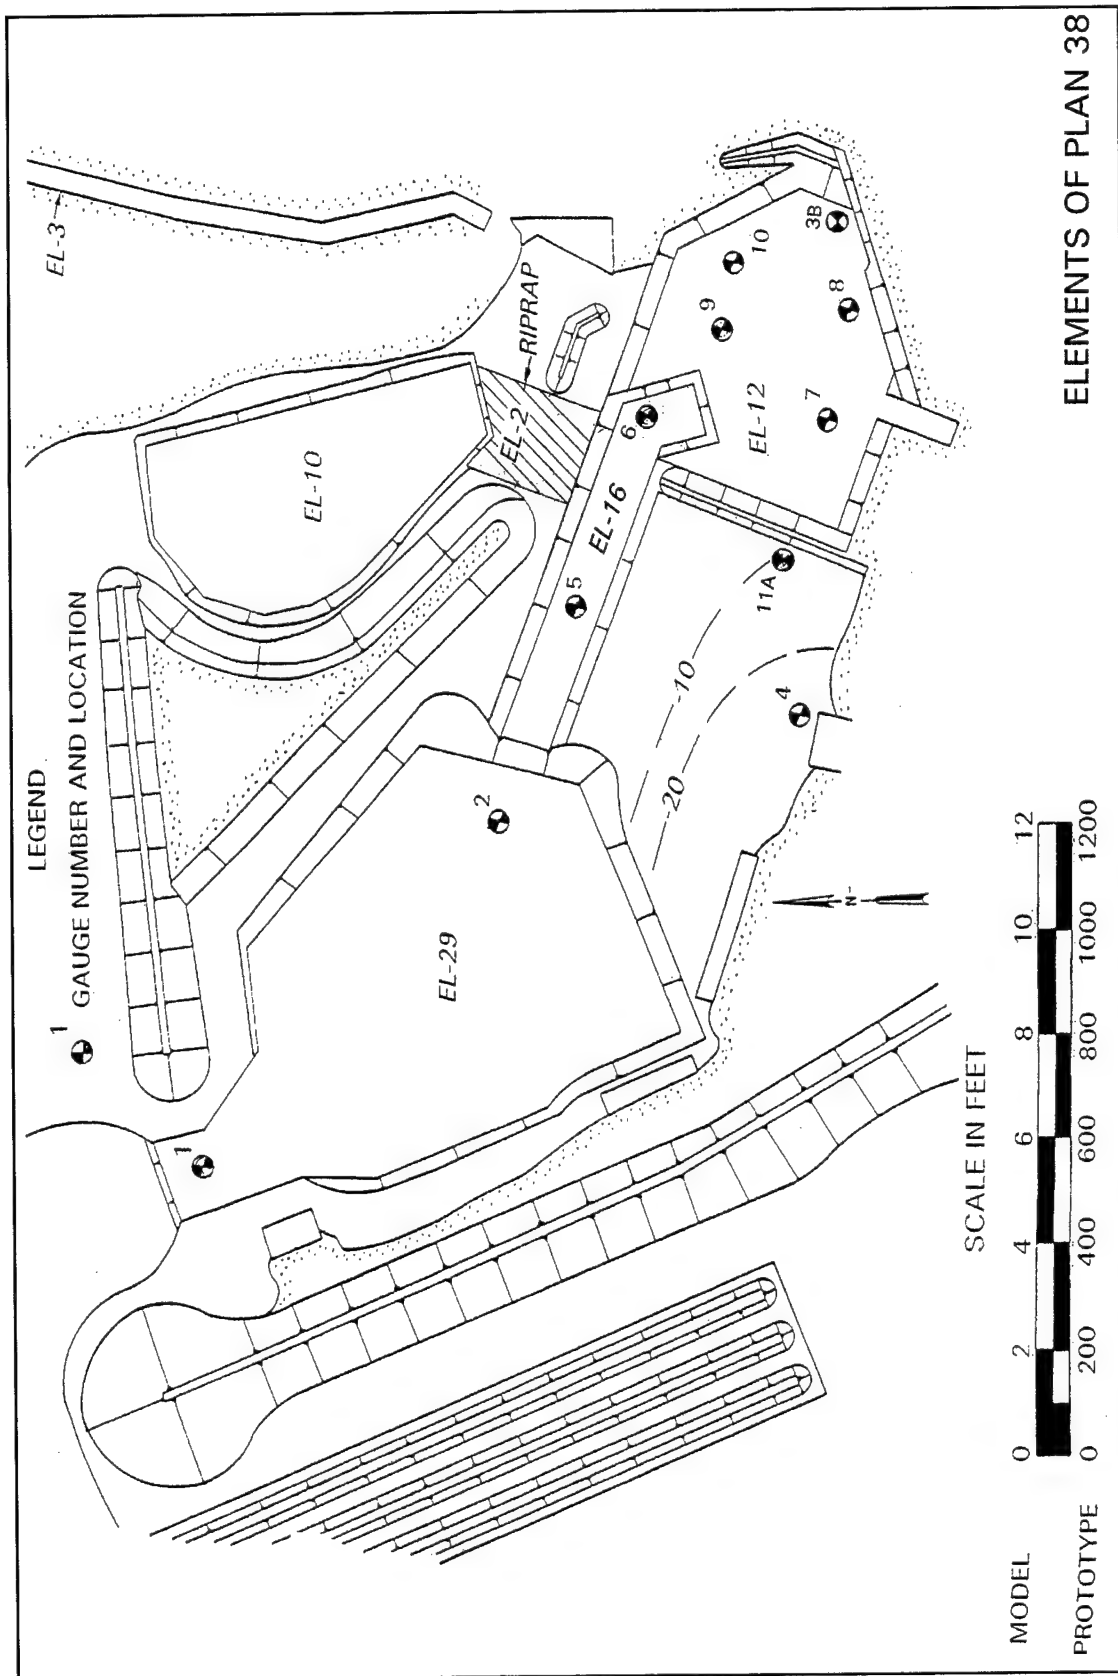 LEGEND
1
GAUGE NUMBER AND LOCATION
EL-3
EL-10
RIPRAP
EL-2
1
2
5
EL-16
6
9
10
3B
8
7
EL-12
11A
4
-10
-20
EL-29
N
SCALE IN FEET
MODEL 0 2 4 6 8 10 12
PROTOTYPE 0 200 400 600 800 1000 1200
ELEMENTS OF PLAN 38